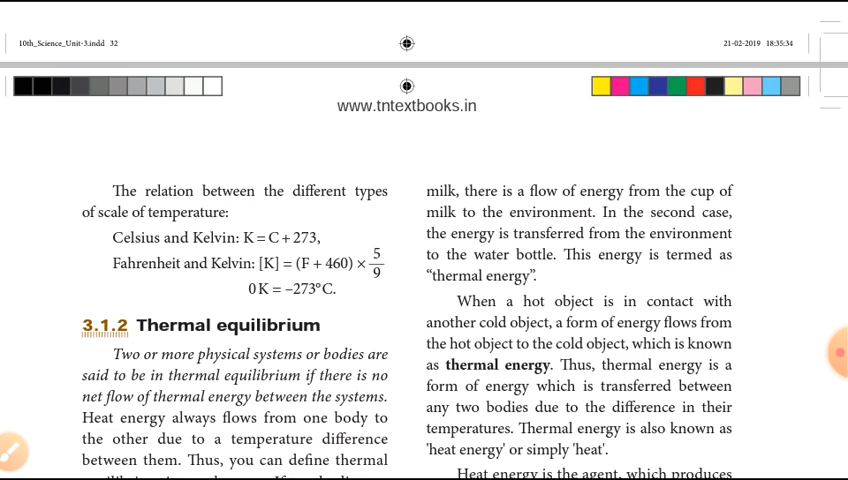 10th_Science_Unit-3.indd 32
21-02-2019 18:35:34
www.tntextbooks.in
The relation between the different types
of scale of temperature:
Celsius and Kelvin: K = C + 273,
Fahrenheit and Kelvin: [K] = (F + 460) × 5/9
0 K = –273°C.
3.1.2 Thermal equilibrium
Two or more physical systems or bodies are
said to be in thermal equilibrium if there is no
net flow of thermal energy between the systems.
Heat energy always flows from one body to
the other due to a temperature difference
between them. Thus, you can define thermal
milk, there is a flow of energy from the cup of
milk to the environment. In the second case,
the energy is transferred from the environment
to the water bottle. This energy is termed as
“thermal energy”.
When a hot object is in contact with
another cold object, a form of energy flows from
the hot object to the cold object, which is known
as thermal energy. Thus, thermal energy is a
form of energy which is transferred between
any two bodies due to the difference in their
temperatures. Thermal energy is also known as
'heat energy' or simply 'heat'.
Heat energy is the agent, which produces